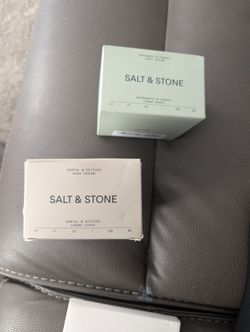 BERGAMOT & HINOKI
BODY CREAM
SALT & STONE
BERGAMOTE & HINOKI
CRÈME CORPS
SANTAL & VETIVER
BODY CREAM
SALT & STONE
SANTAL & VETIVER
CRÈME CORPS